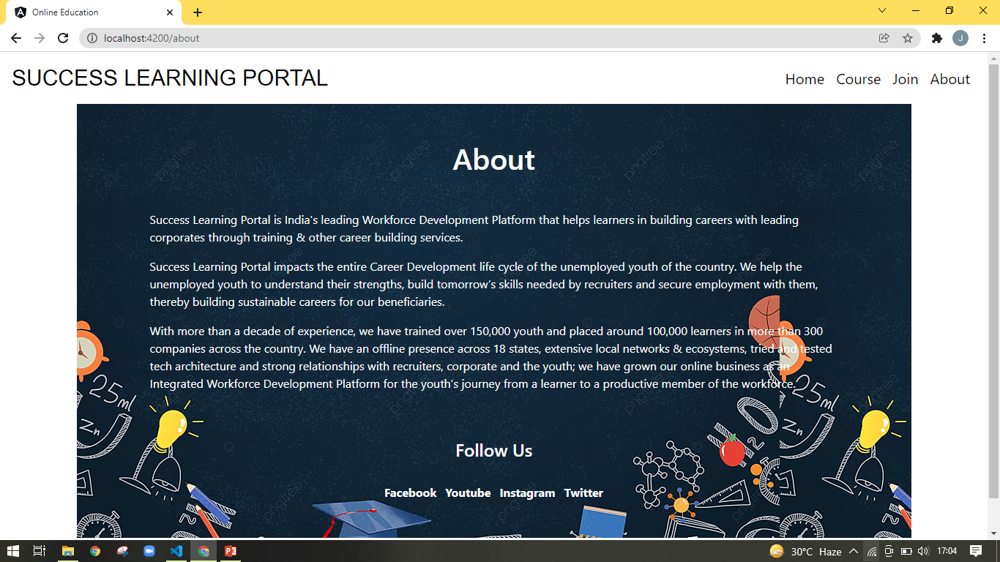 Online Education
localhost:4200/about
J
SUCCESS LEARNING PORTAL
Home Course Join About
About
Success Learning Portal is India's leading Workforce Development Platform that helps learners in building careers with leading
corporates through training & other career building services.
Success Learning Portal impacts the entire Career Development life cycle of the unemployed youth of the country. We help the
unemployed youth to understand their strengths, build tomorrow’s skills needed by recruiters and secure employment with them,
thereby building sustainable careers for our beneficiaries.
With more than a decade of experience, we have trained over 150,000 youth and placed around 100,000 learners in more than 300
companies across the country. We have an offline presence across 18 states, extensive local networks & ecosystems, tried and tested
tech architecture and strong relationships with recruiters, corporate and the youth; we have grown our online business as an
Integrated Workforce Development Platform for the youth’s journey from a learner to a productive member of the workforce.
25ml
Zn
25ml
Zn
Follow Us
Facebook Youtube Instagram Twitter
pngtree
30°C Haze
17:04